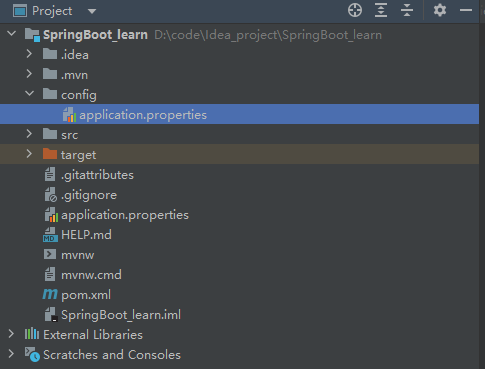 Project
SpringBoot_learn D:\code\Idea_project\SpringBoot_learn
.idea
.mvn
config
application.properties
src
target
.gitattributes
.gitignore
application.properties
HELP.md
mvnw
mvnw.cmd
pom.xml
SpringBoot_learn.iml
External Libraries
Scratches and Consoles